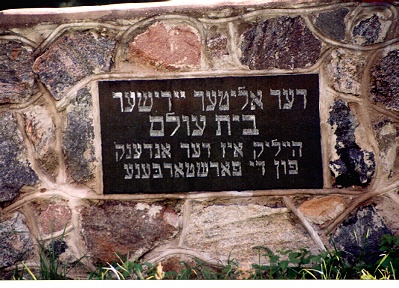 דער אלטער יידישער
בית עולם
הייליק איז דער אנדענק
פון די פארשטארבענע